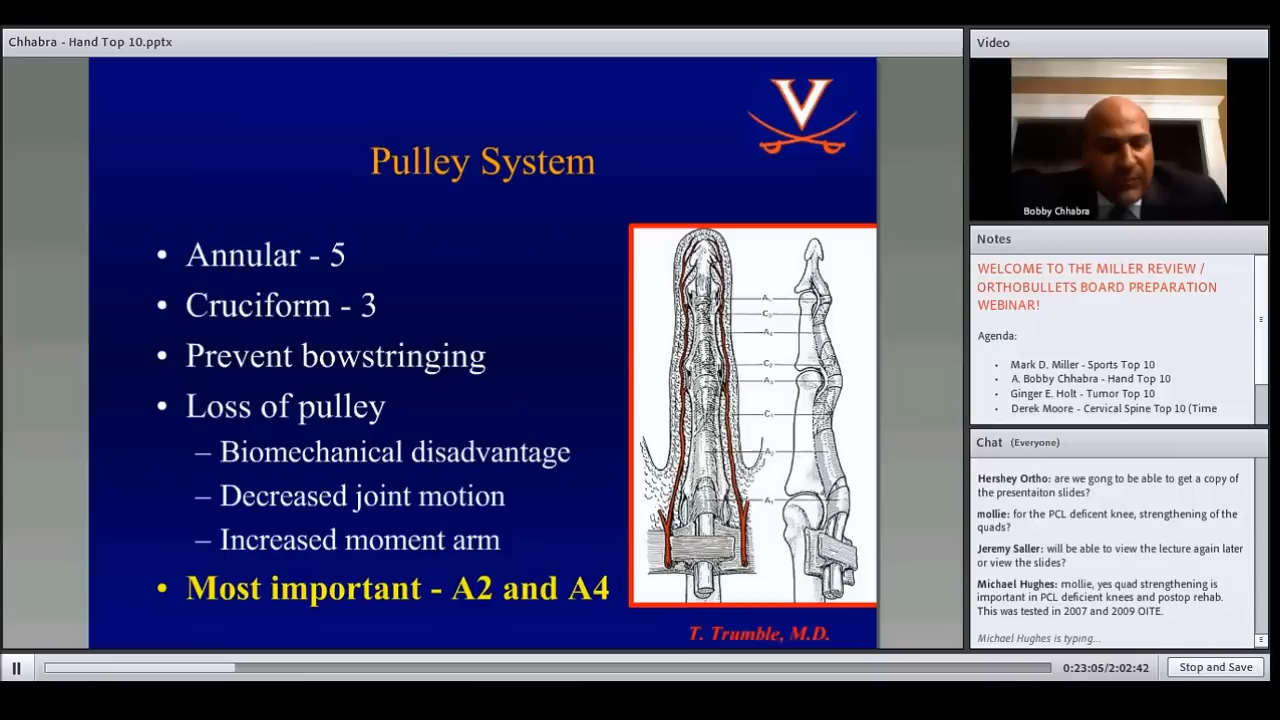 Chhabra - Hand Top 10.pptx
V
Pulley System
• Annular - 5
• Cruciform - 3
• Prevent bowstringing
• Loss of pulley
– Biomechanical disadvantage
– Decreased joint motion
– Increased moment arm
• Most important - A2 and A4
C₂
C₁
T. Trumble, M.D.
Video
Bobby Chhabra
Notes
WELCOME TO THE MILLER REVIEW /
ORTHOBULLETS BOARD PREPARATION
WEBINAR!
Agenda:
• Mark D. Miller - Sports Top 10
• A. Bobby Chhabra - Hand Top 10
• Ginger E. Holt - Tumor Top 10
• Derek Moore - Cervical Spine Top 10 (Time
Chat (Everyone)
Hershey Ortho: are we gong to be able to get a copy of
the presentaiton slides?
mollie: for the PCL deficent knee, strengthening of the
quads?
Jeremy Saller: will be able to view the lecture again later
or view the slides?
Michael Hughes: mollie, yes quad strengthening is
important in PCL deficient knees and postop rehab.
This was tested in 2007 and 2009 OITE.
Michael Hughes is typing...
0:23:05/2:02:42
Stop and Save